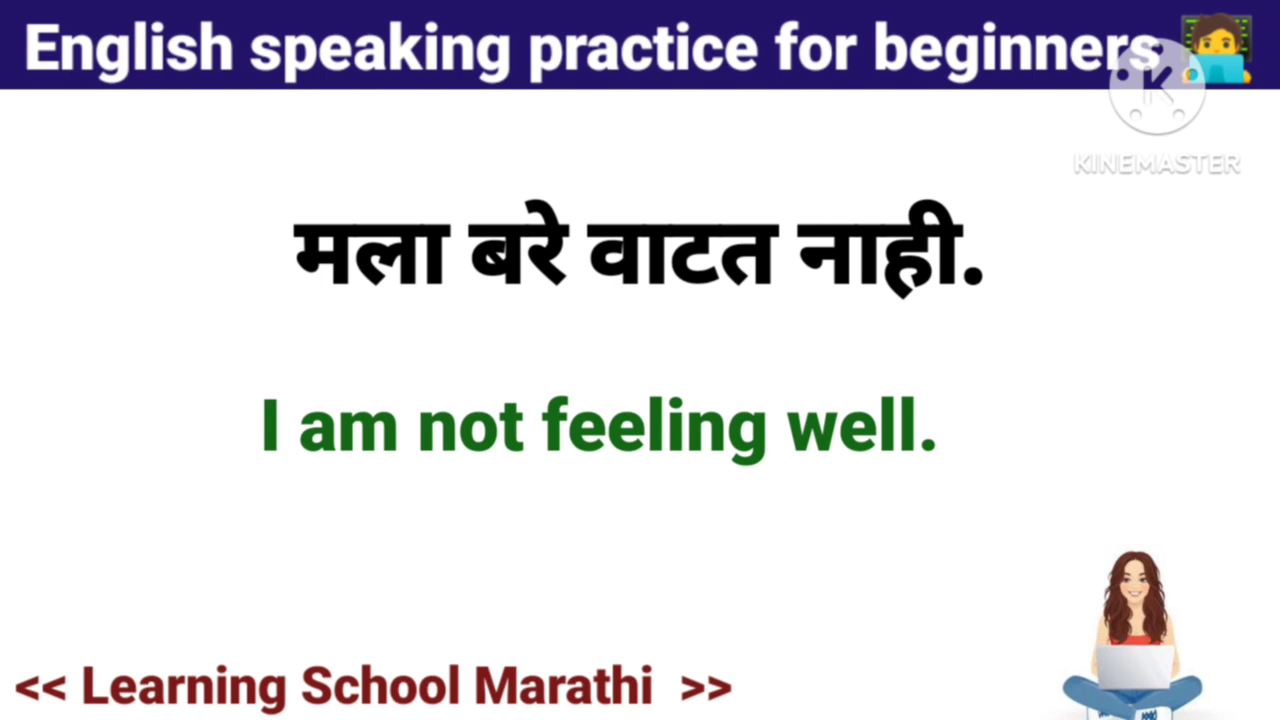 English speaking practice for beginners
KINEMASTER
मला बरे वाटत नाही.
I am not feeling well.
<< Learning School Marathi >>